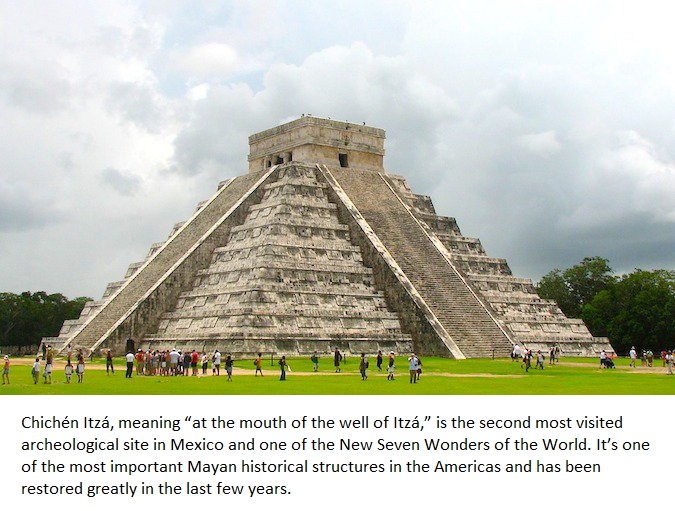 Chichén Itzá, meaning “at the mouth of the well of Itzá,” is the second most visited
archeological site in Mexico and one of the New Seven Wonders of the World. It’s one
of the most important Mayan historical structures in the Americas and has been
restored greatly in the last few years.